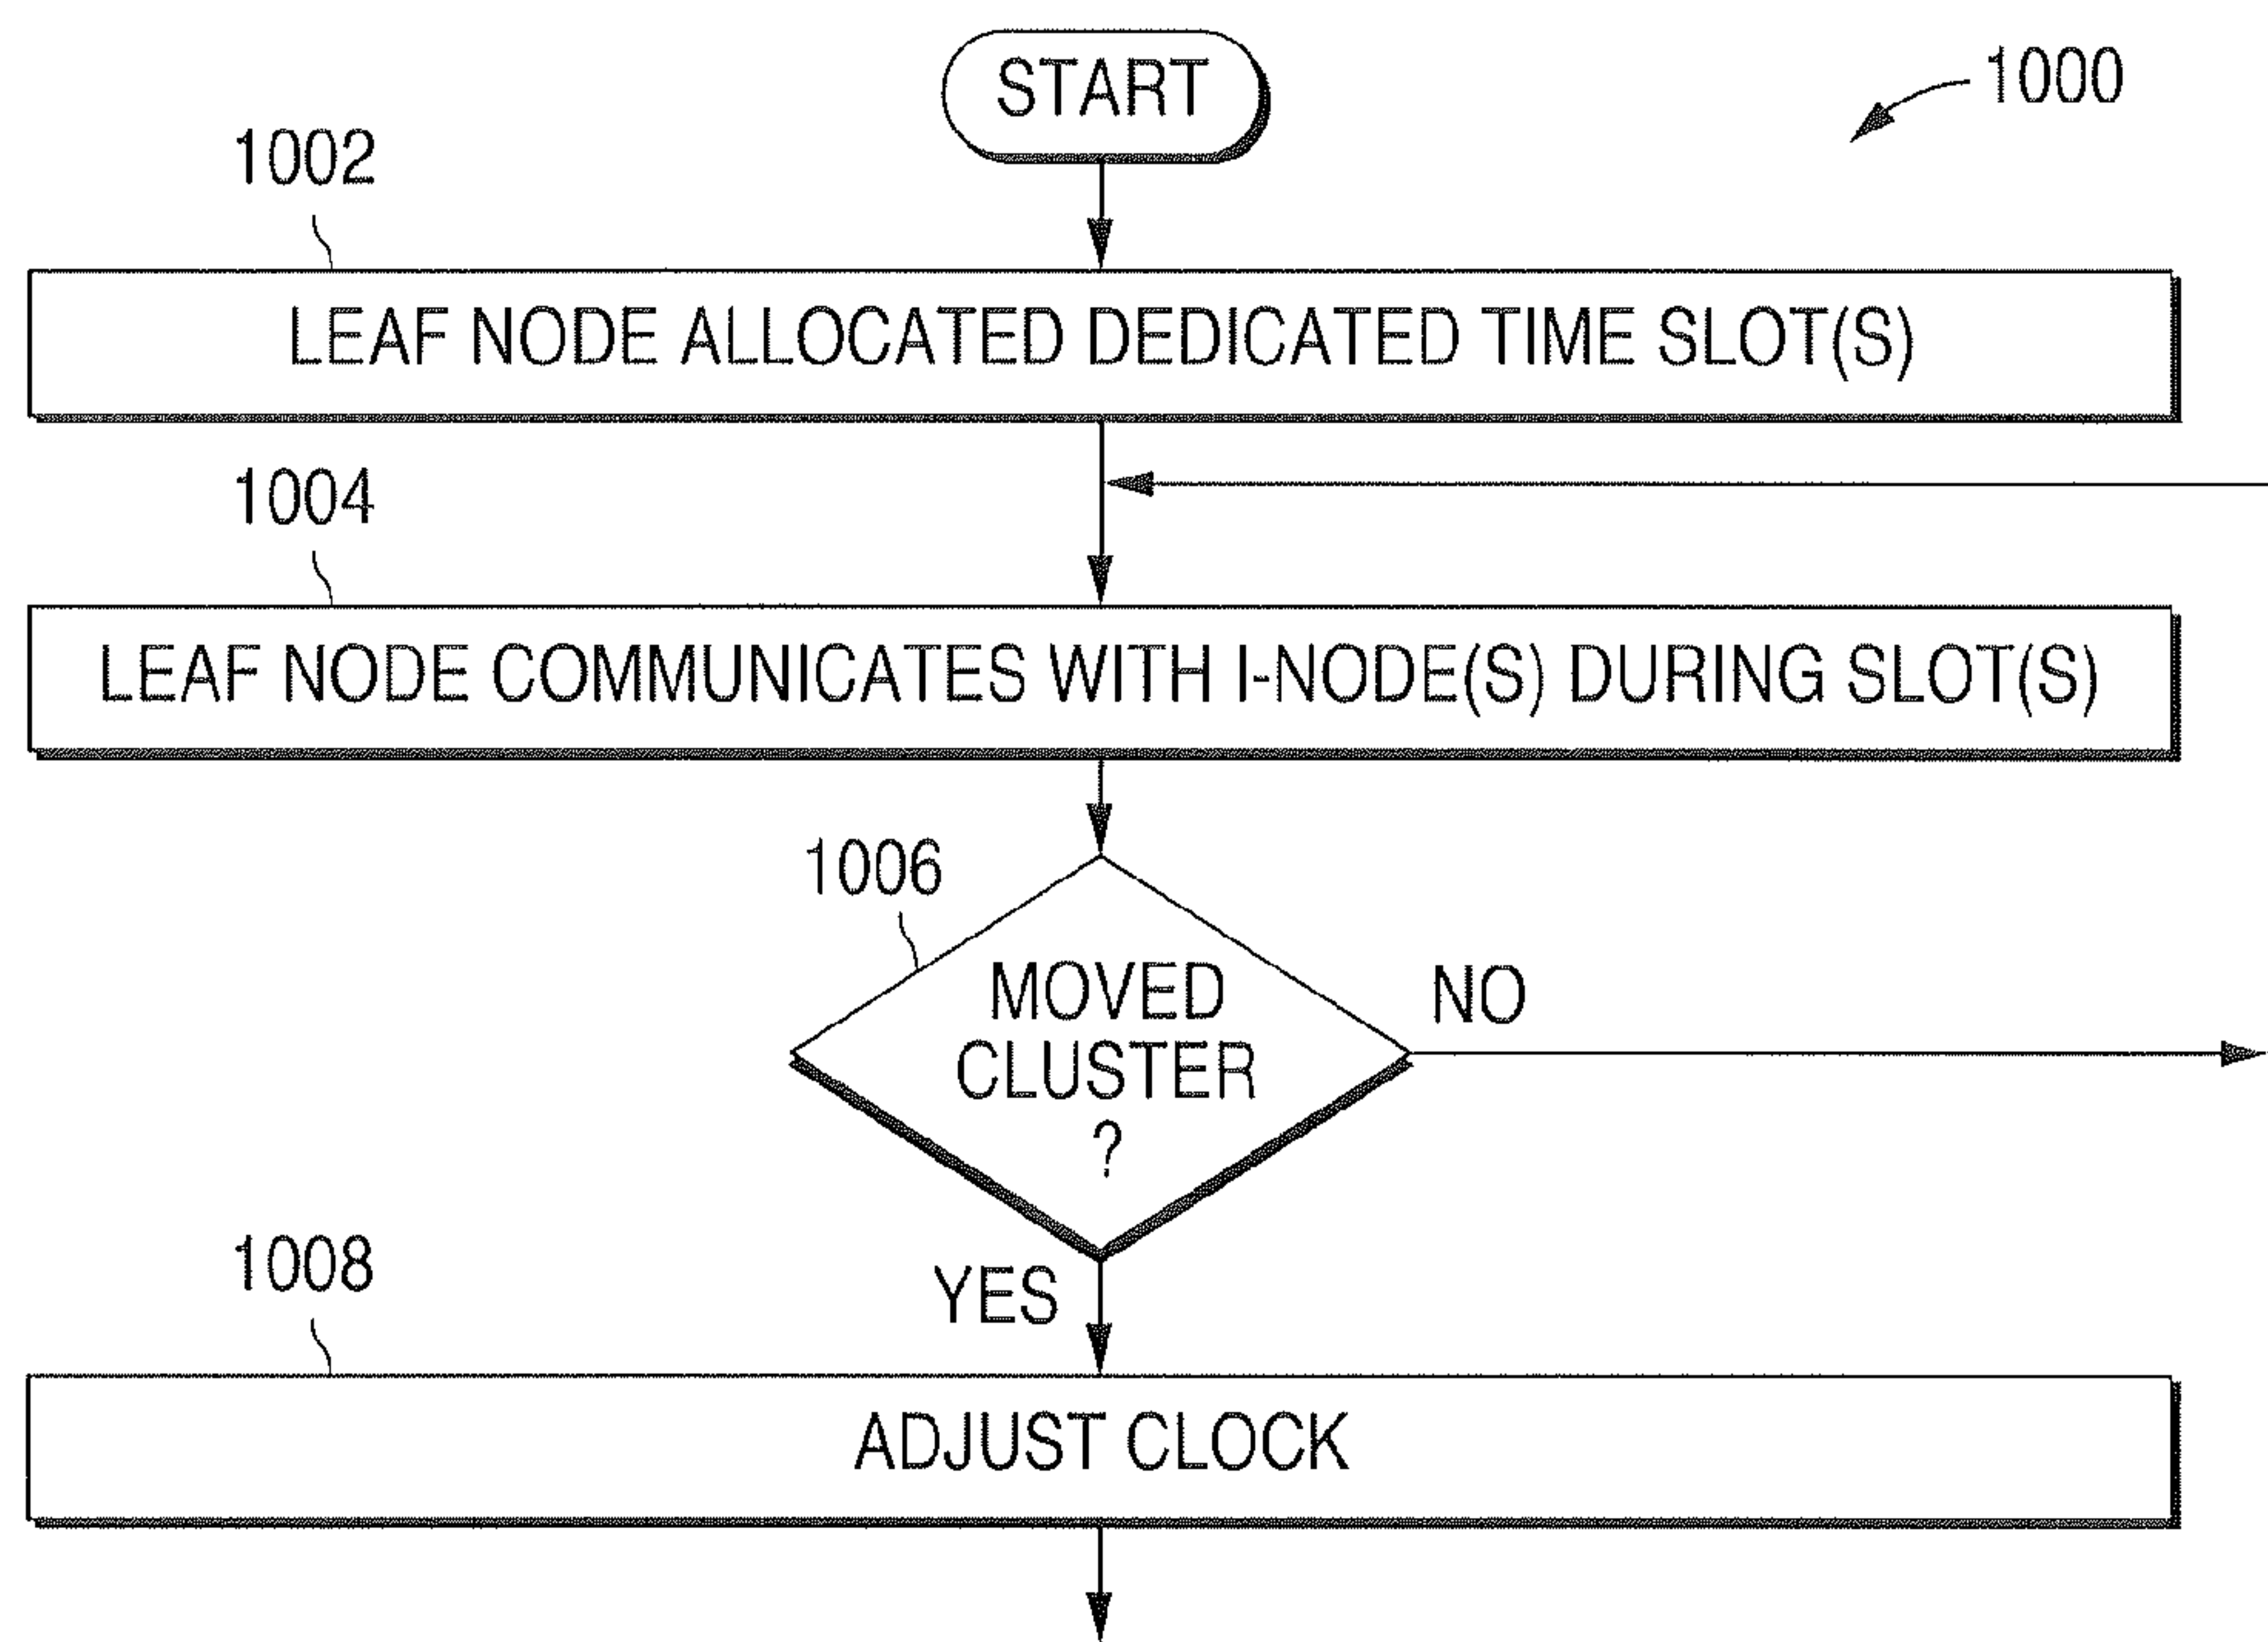 START
1000
1002
LEAF NODE ALLOCATED DEDICATED TIME SLOT(S)
1004
LEAF NODE COMMUNICATES WITH I-NODE(S) DURING SLOT(S)
1006
MOVED
CLUSTER
?
NO
YES
1008
ADJUST CLOCK